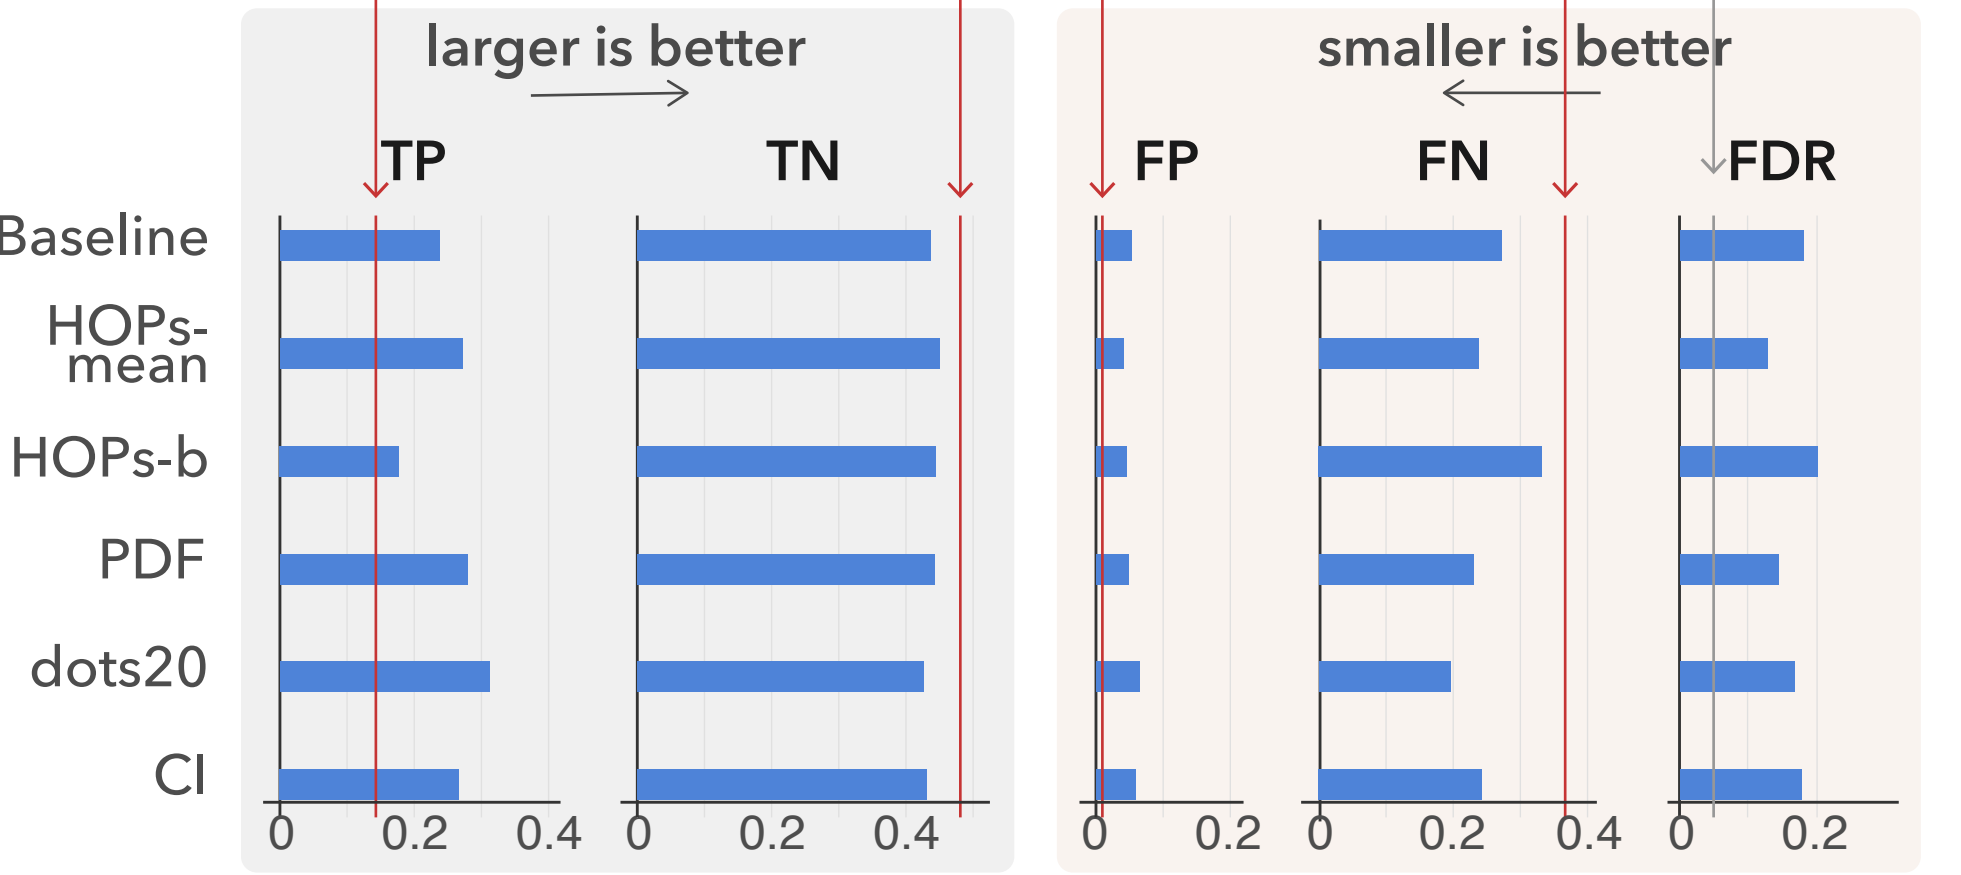 larger is better
smaller is better
TP
TN
FP
FN
FDR
Baseline
HOPs-
mean
HOPs-b
PDF
dots20
CI
0 0.2 0.4
0 0.2 0.4
0 0.2
0 0.2 0.4
0 0.2